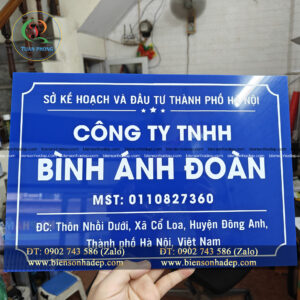 TUẤN PHONG
SỞ KẾ HOẠCH VÀ ĐẦU TƯ THÀNH PHỐ HÀ NỘI
CÔNG TY TNHH
BÌNH ÁNH ĐOÀN
MST: 0110827360
ĐC: Thôn Nhồi Dưới, Xã Cổ Loa, Huyện Đông Anh,
Thành phố Hà Nội, Việt Nam
ĐT: 0902 743 586 (Zalo) ĐT: 0902 743 586 (Zalo)
www.biensonhadep.com www.biensonhadep.com